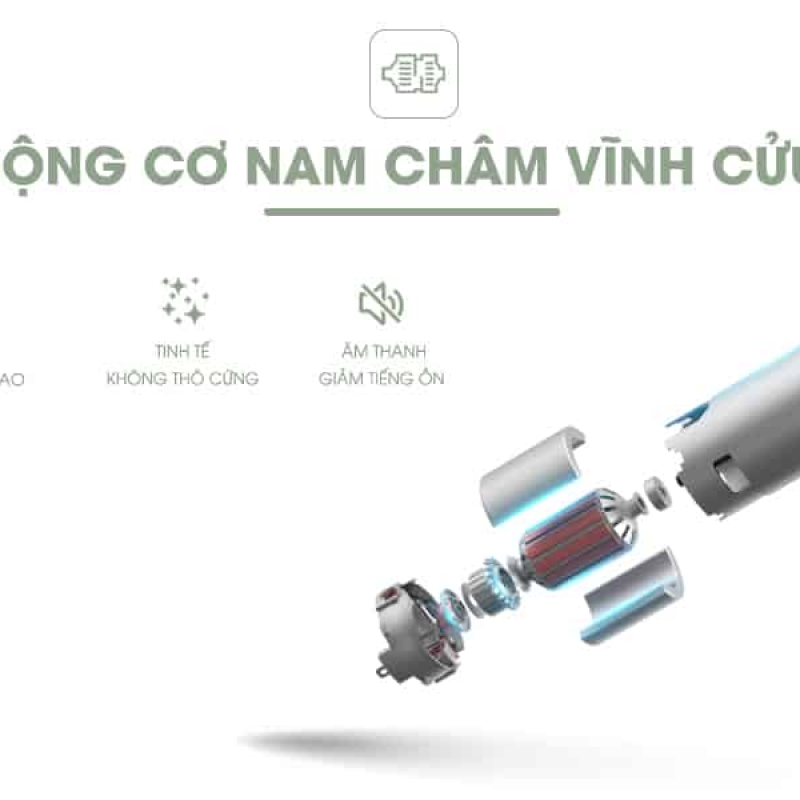 ỘNG CƠ NAM CHÂM VĨNH CỬU
AO
TINH TẾ
KHÔNG THÔ CỨNG
ÂM THANH
GIẢM TIẾNG ỒN